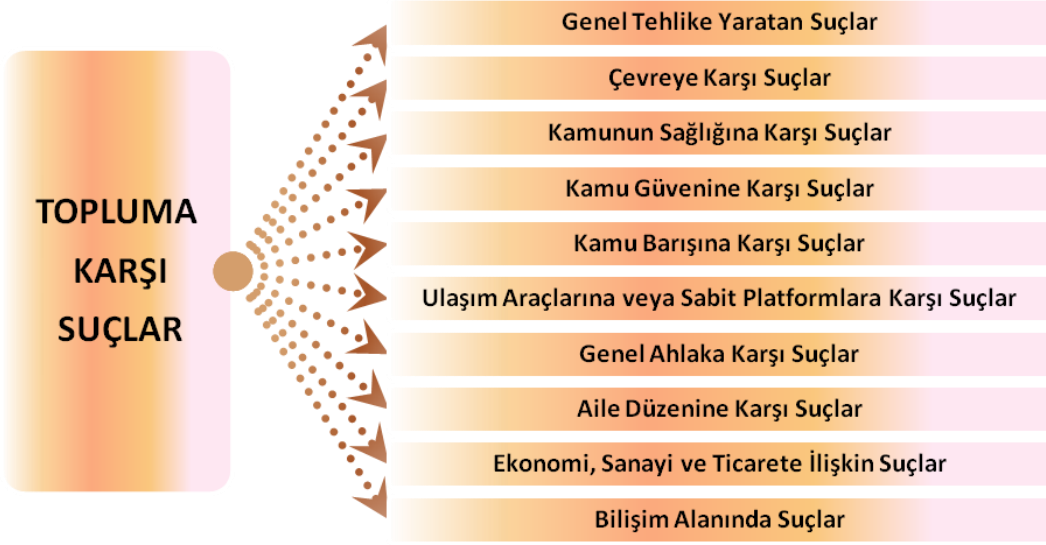 TOPLUMA
KARŞI
SUÇLAR
Genel Tehlike Yaratan Suçlar
Çevreye Karşı Suçlar
Kamunun Sağlığına Karşı Suçlar
Kamu Güvenine Karşı Suçlar
Kamu Barışına Karşı Suçlar
Ulaşım Araçlarına veya Sabit Platformlara Karşı Suçlar
Genel Ahlaka Karşı Suçlar
Aile Düzenine Karşı Suçlar
Ekonomi, Sanayi ve Ticarete İlişkin Suçlar
Bilişim Alanında Suçlar